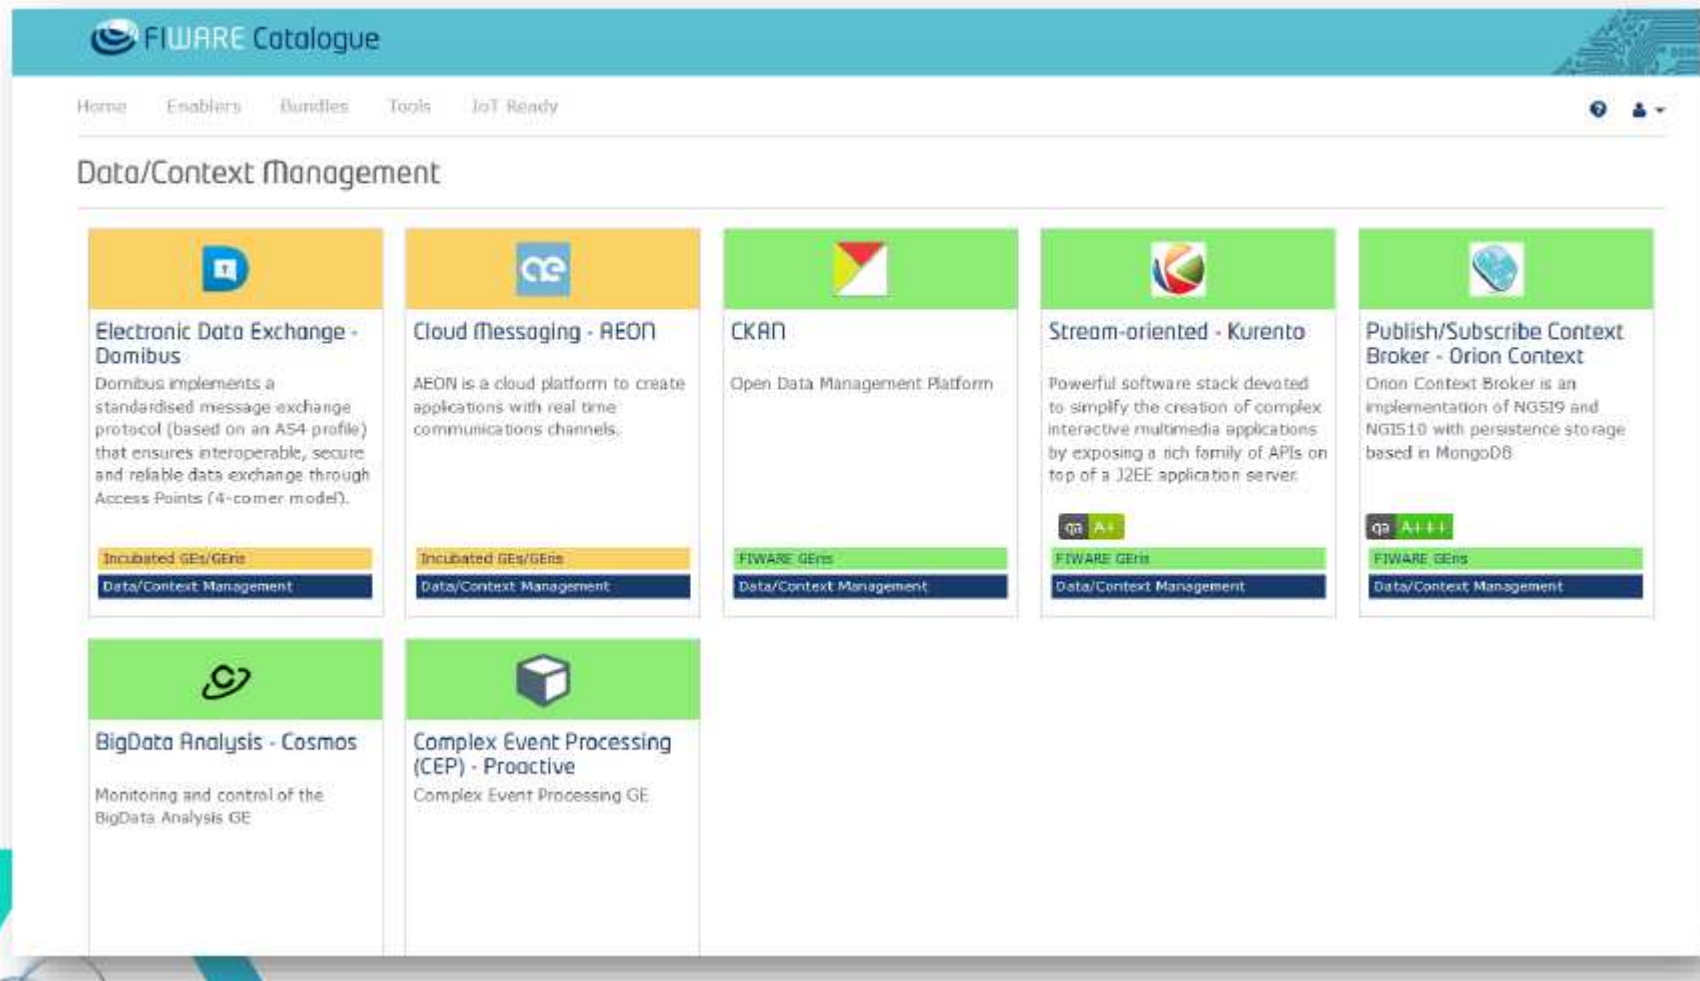 FIWARE Catalogue
Home Enablers Bundles Tools IoT Ready
Data/Context Management
Electronic Data Exchange -
Domibus
Domibus implements a
standardised message exchange
protocol (based on an AS4 profile)
that ensures interoperable, secure
and reliable data exchange through
Access Points (4-corner model).
Incubated GEs/GEris
Data/Context Management
Cloud Messaging - AEON
AEON is a cloud platform to create
applications with real time
communications channels.
Incubated GEs/GEris
Data/Context Management
CKAN
Open Data Management Platform
FIWARE GEris
Data/Context Management
Stream-oriented - Kurento
Powerful software stack devoted
to simplify the creation of complex
interactive multimedia applications
by exposing a rich family of APIs on
top of a J2EE application server.
qa A+
FIWARE GEris
Data/Context Management
Publish/Subscribe Context
Broker - Orion Context
Orion Context Broker is an
implementation of NGSI9 and
NGIS10 with persistence storage
based in MongoDB
qa A+++
FIWARE GEris
Data/Context Management
BigData Analysis - Cosmos
Monitoring and control of the
BigData Analysis GE
Complex Event Processing
(CEP) - Proactive
Complex Event Processing GE